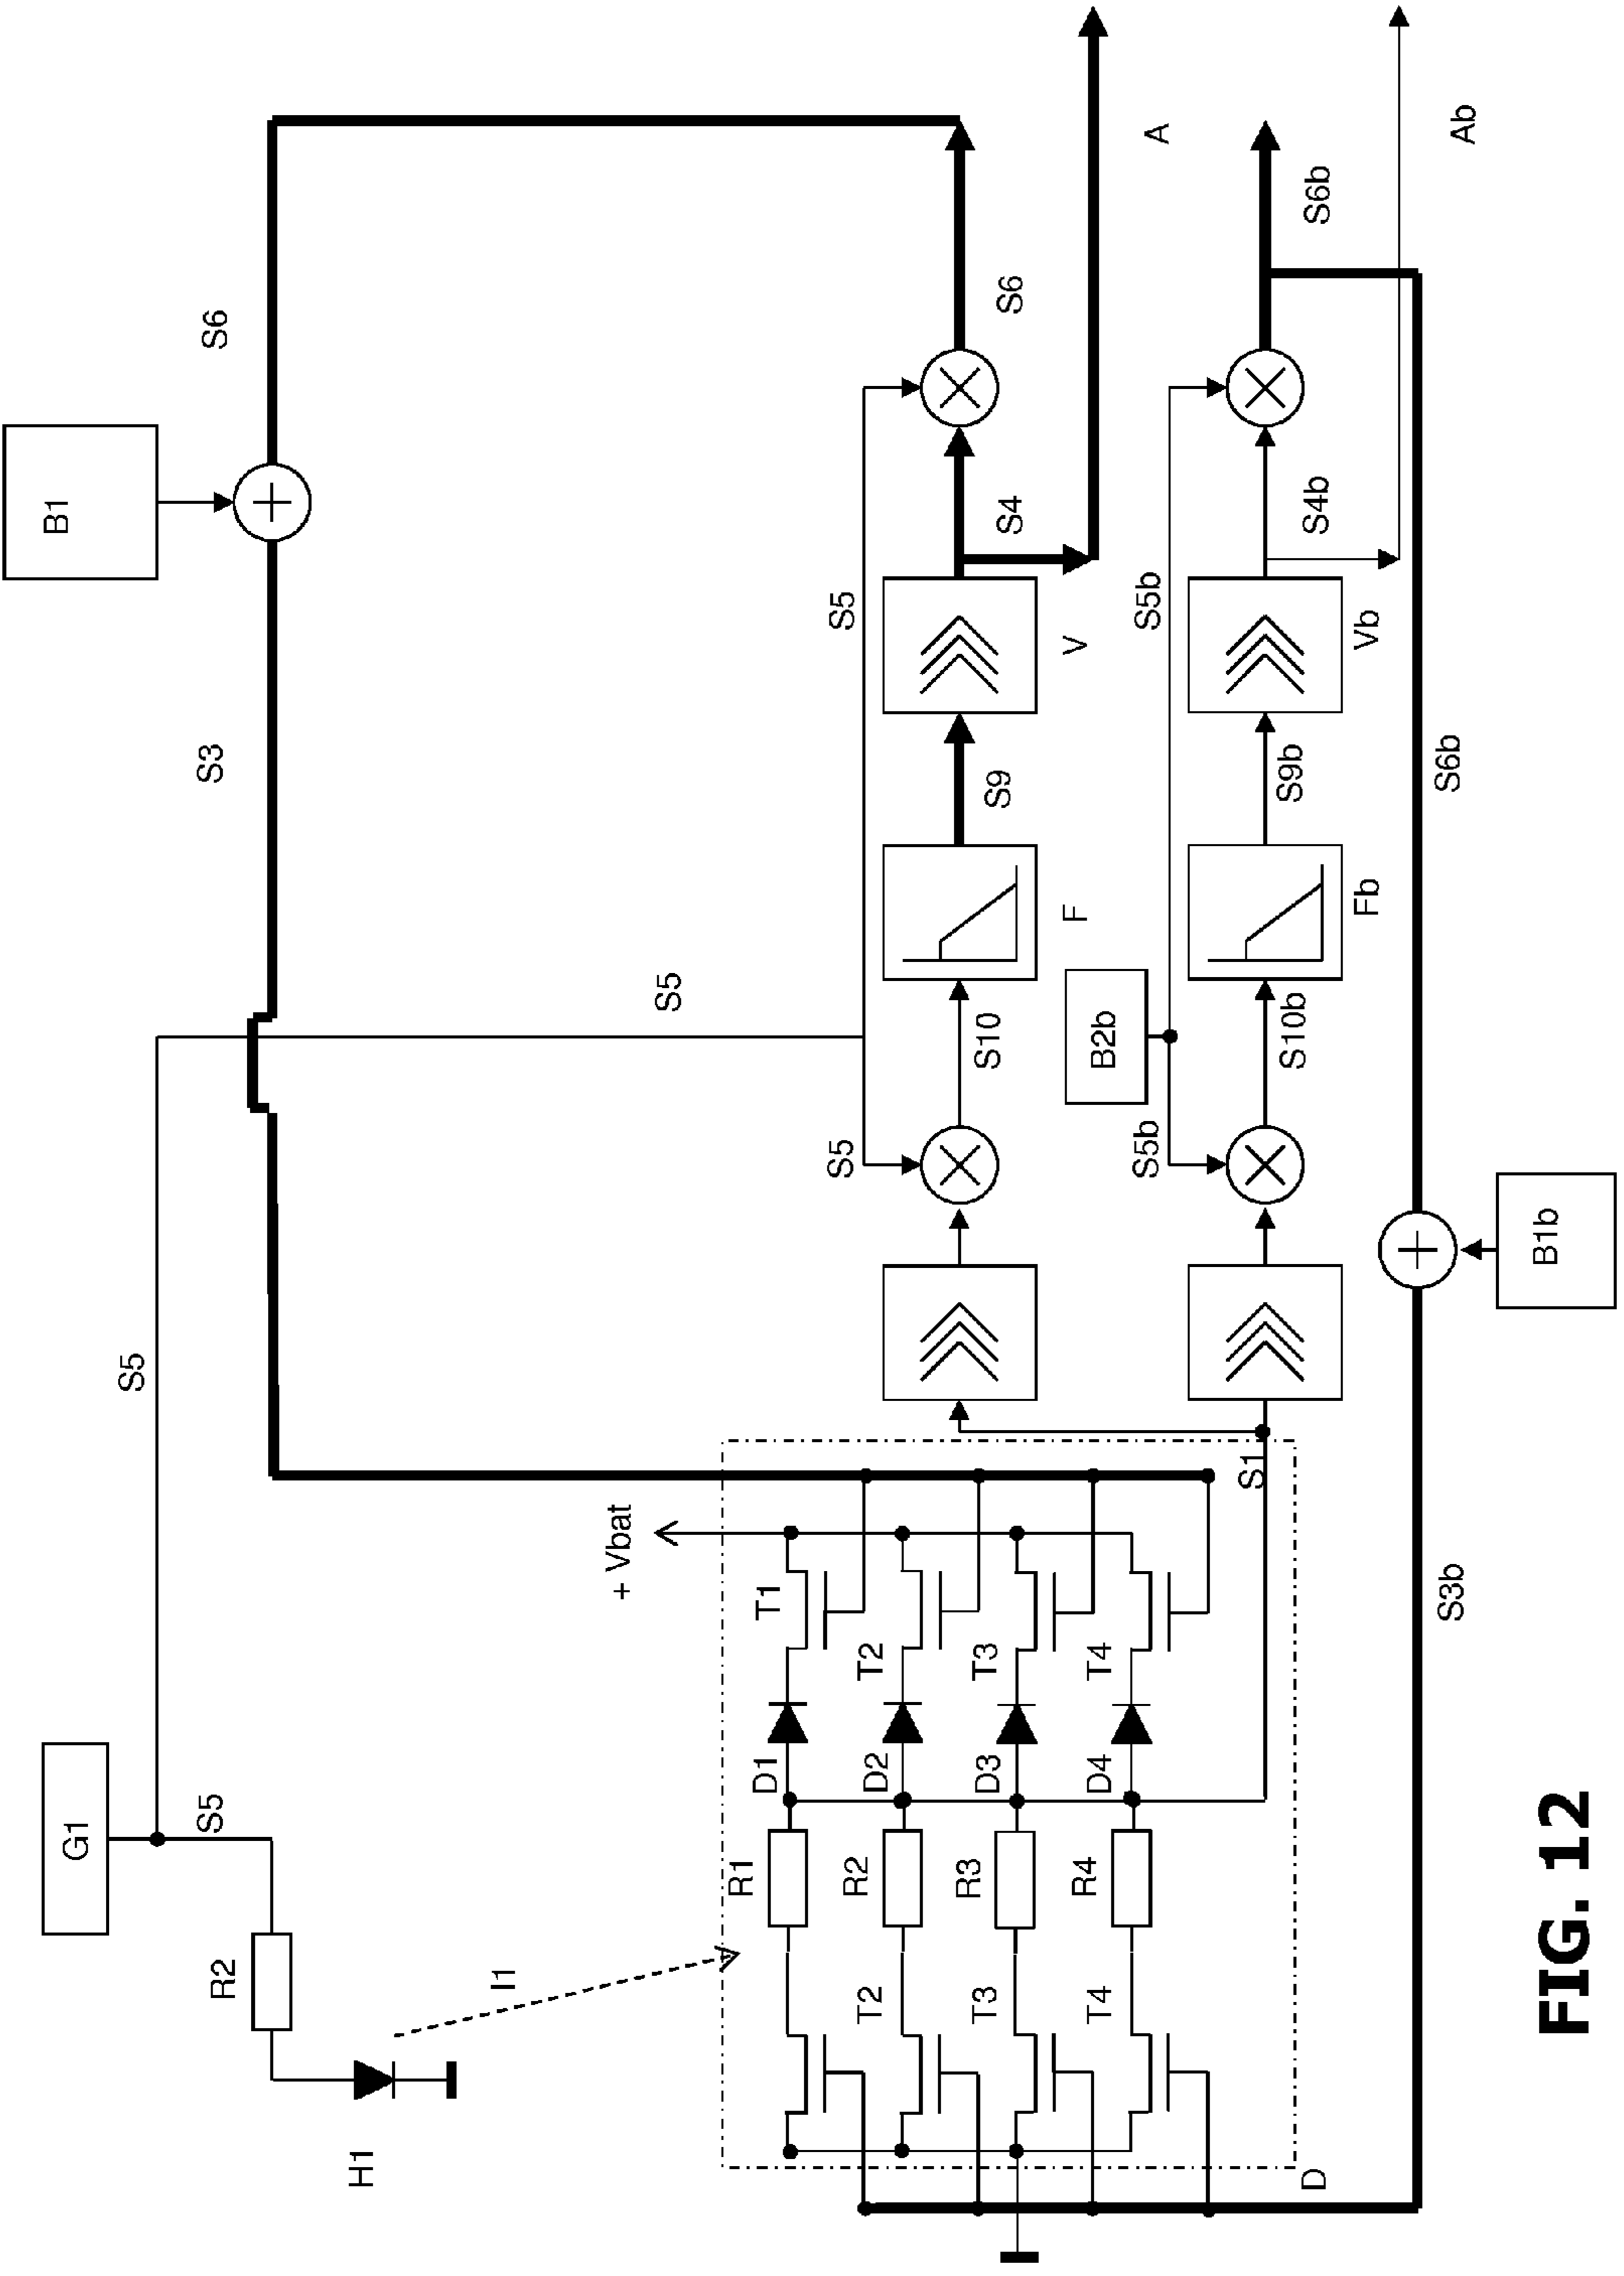 G1
B1
S5
R2
S5
S3
S6
H1
I1
+ Vbat
S5
R1
D1
T1
S5
S5
T2
R2
D2
T2
T3
R3
D3
T3
S10
S9
S4
S6
F
V
T4
R4
D4
T4
B2b
S5b
S5b
A
S1
D
S10b
S9b
S4b
S6b
Fb
Vb
S3b
S6b
Ab
B1b
FIG. 12